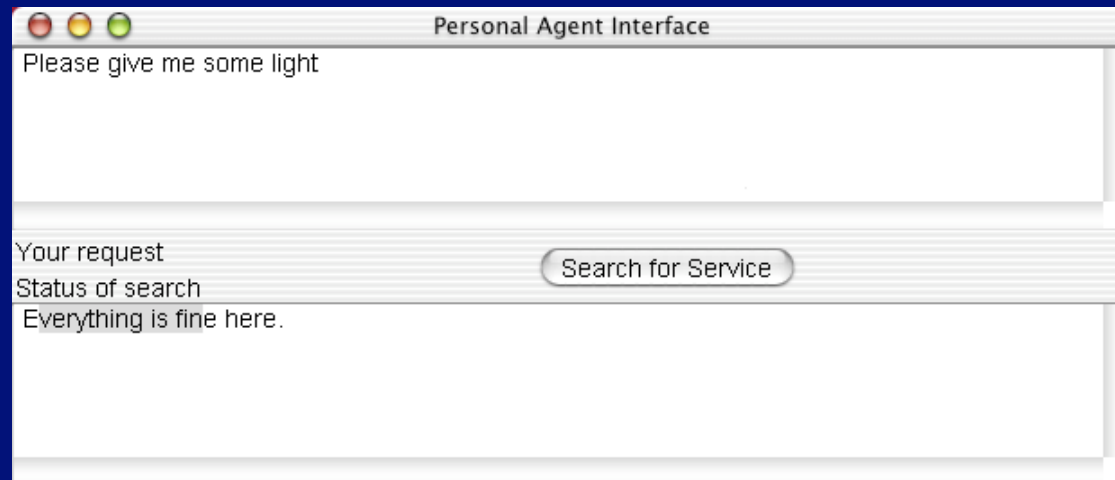 Personal Agent Interface
Please give me some light
Your request
Search for Service
Status of search
Everything is fine here.